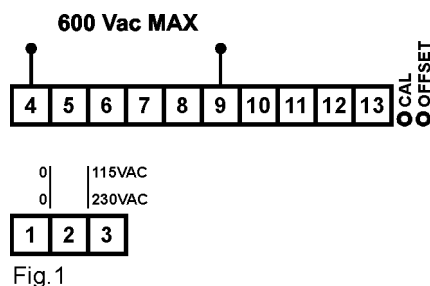 600 Vac MAX
4 5 6 7 8 9 10 11 12 13
CAL
OFFSET
0 115VAC
0 230VAC
1 2 3
Fig.1